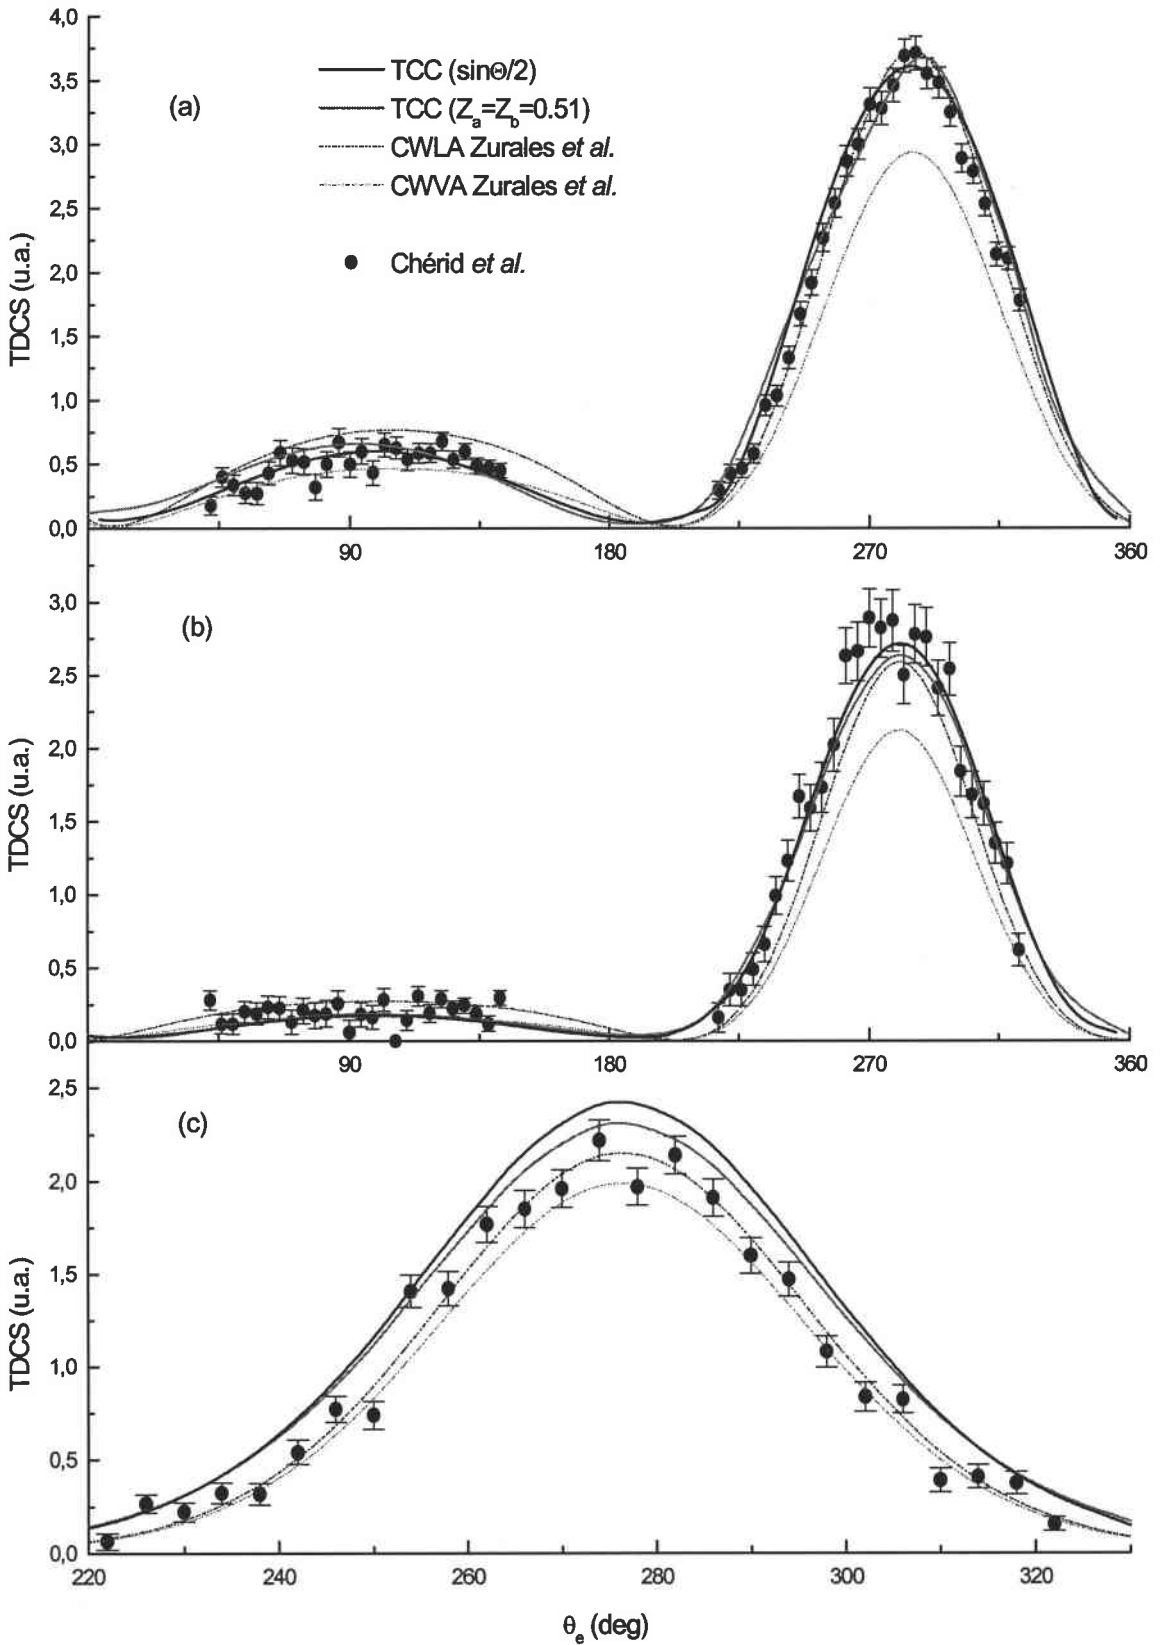 4,0
3,5
3,0
2,5
2,0
1,5
1,0
0,5
0,0
TDCS (u.a.)
(a)
TCC (sinΘ/2)
TCC (Za=Zb=0.51)
CWLA Zurales et al.
CWVA Zurales et al.
Chérid et al.
90 180 270 360
3,0
2,5
2,0
1,5
1,0
0,5
0,0
TDCS (u.a.)
(b)
90 180 270 360
2,5
2,0
1,5
1,0
0,5
0,0
TDCS (u.a.)
(c)
220 240 260 280 300 320
θe (deg)